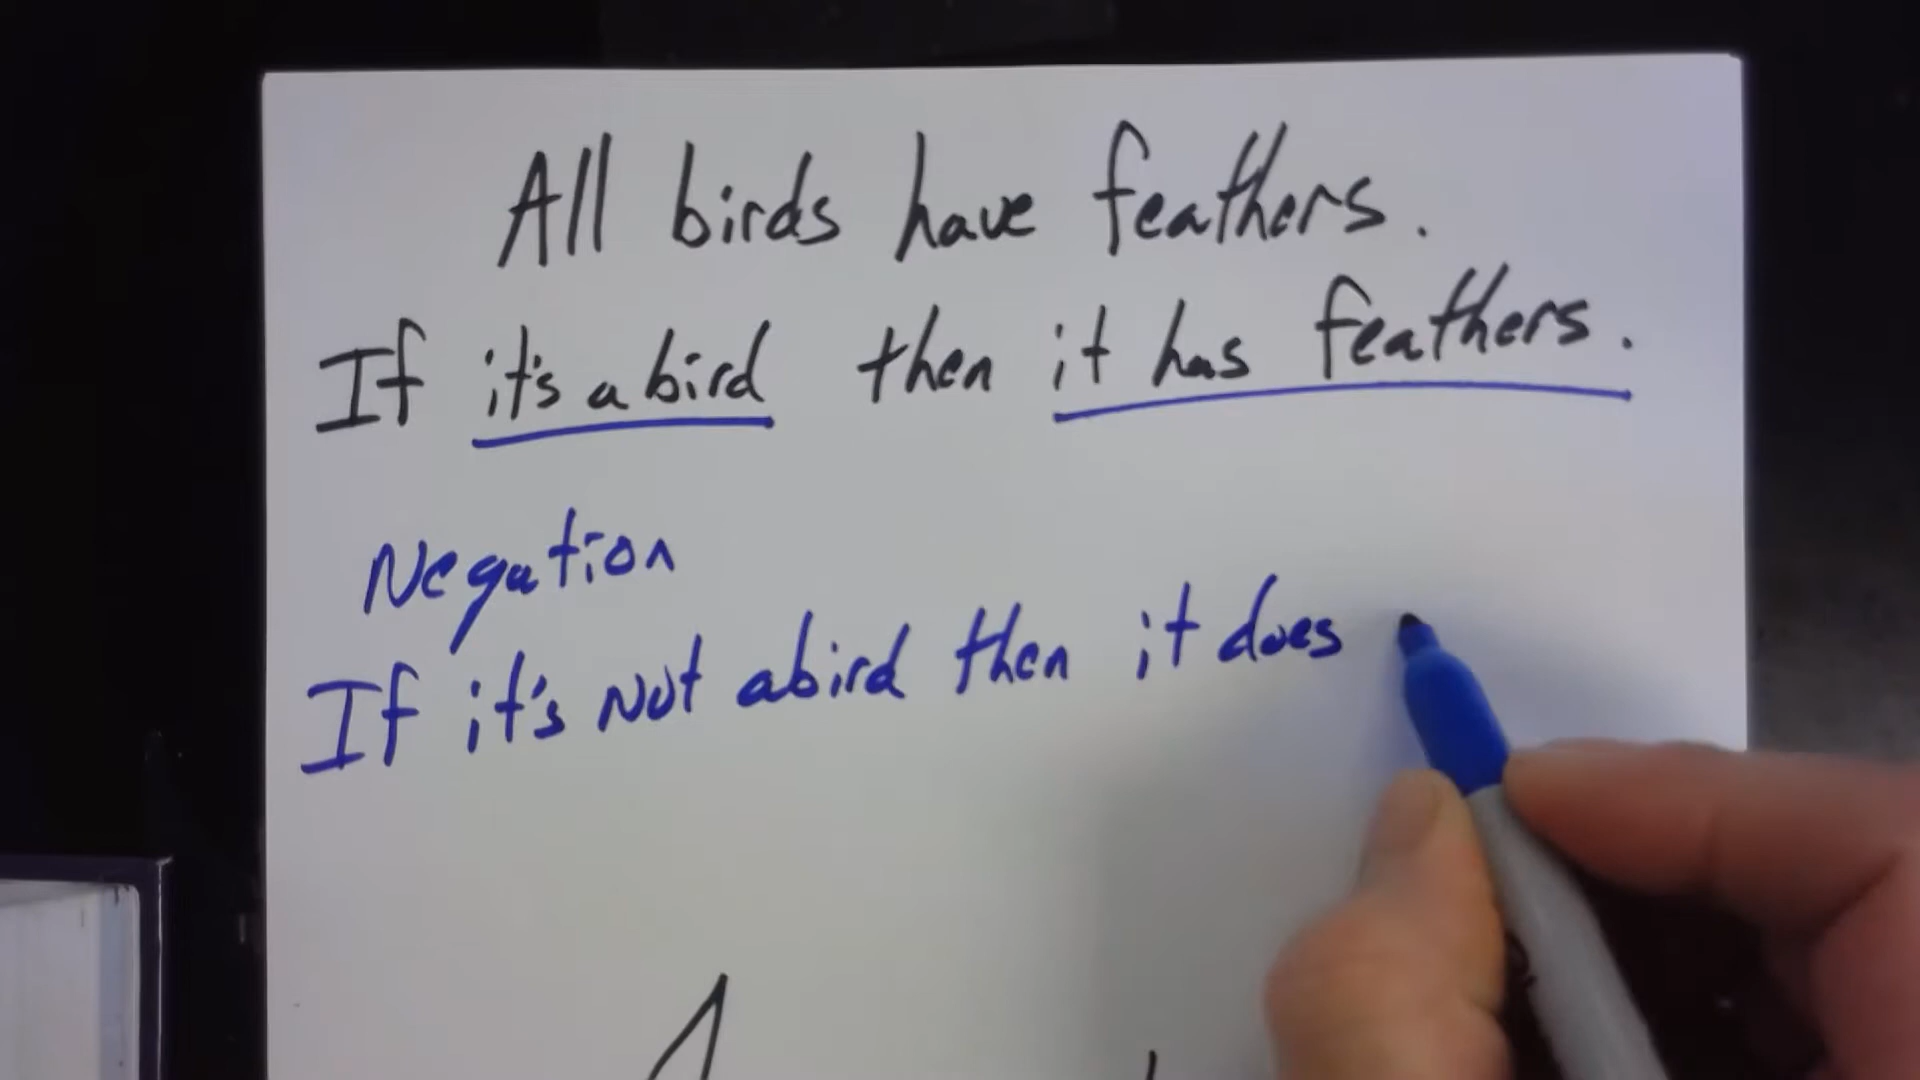 All birds have feathers.
If it's a bird then it has feathers.
Negation
If it's not a bird then it does